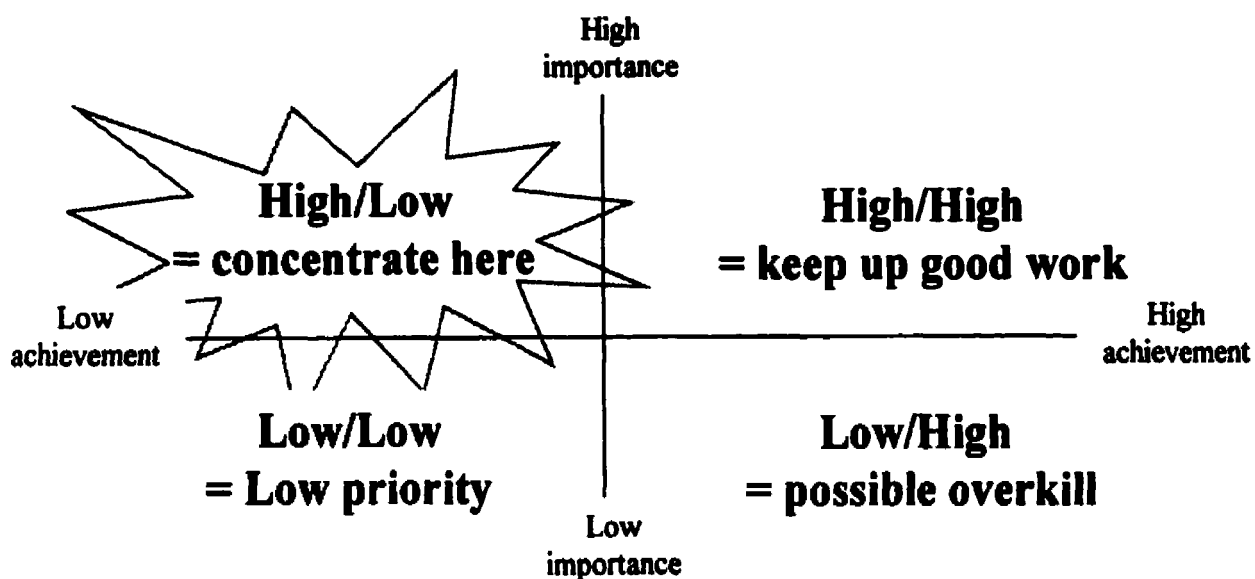 High
importance
High/Low
= concentrate here
High/High
= keep up good work
Low
achievement
High
achievement
Low/Low
= Low priority
Low/High
= possible overkill
Low
importance